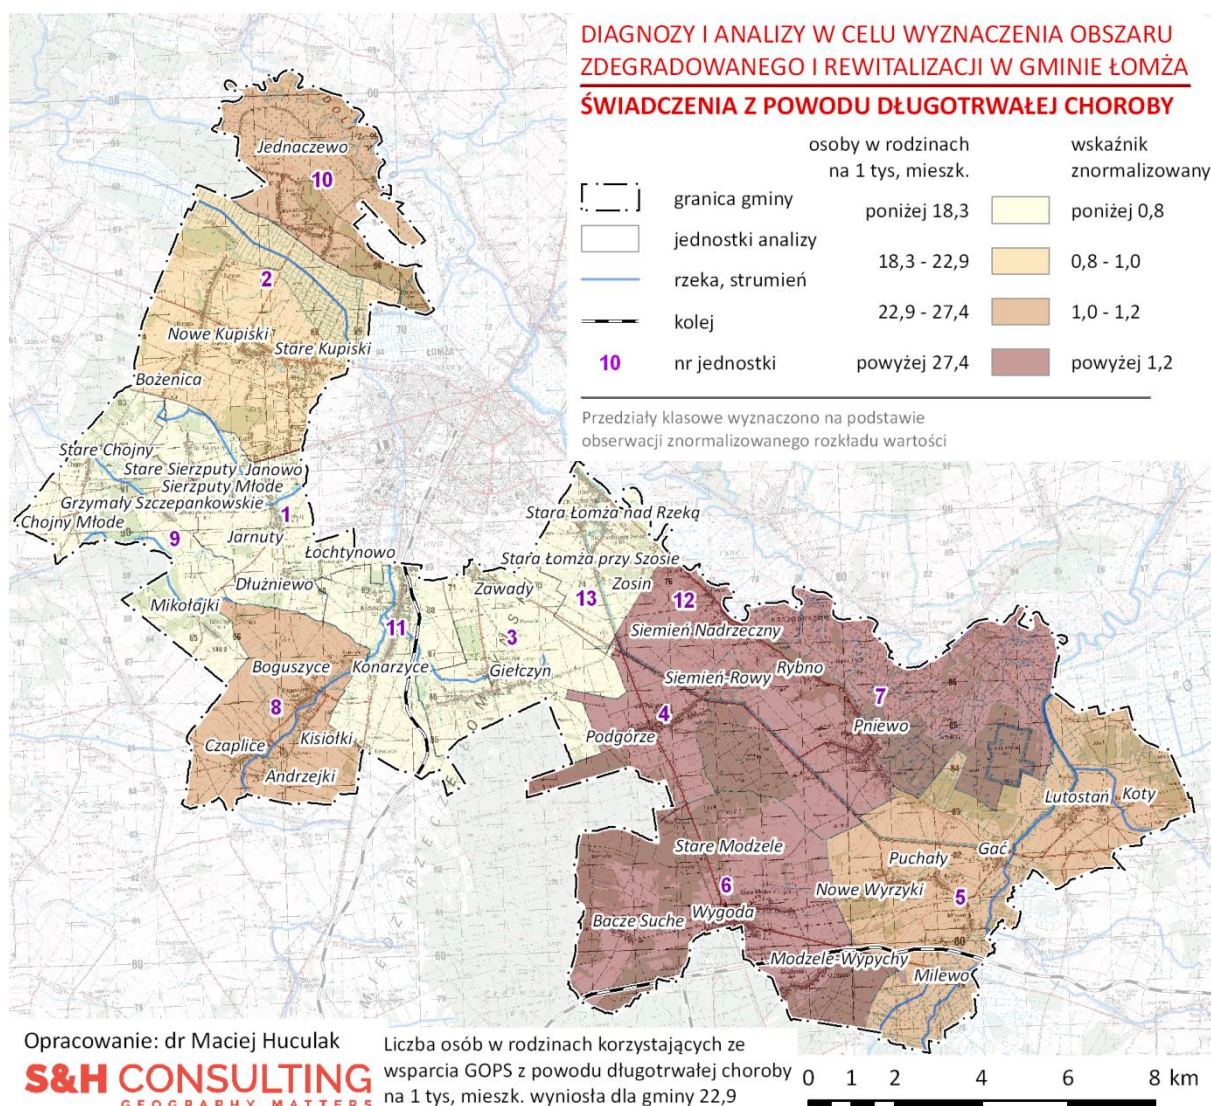 DIAGNOZY I ANALIZY W CELU WYZNACZENIA OBSZARU
ZDEGRADOWANEGO I REWITALIZACJI W GMINIE ŁOMŻA
ŚWIADCZENIA Z POWODU DŁUGOTRWAŁEJ CHOROBY
osoby w rodzinach
na 1 tys, mieszk.
wskaźnik
znormalizowany
granica gminy
poniżej 18,3
poniżej 0,8
jednostki analizy
18,3 - 22,9
0,8 - 1,0
rzeka, strumień
22,9 - 27,4
1,0 - 1,2
kolej
10
nr jednostki
powyżej 27,4
powyżej 1,2
Przedziały klasowe wyznaczono na podstawie
obserwacji znormalizowanego rozkładu wartości
Jednaczewo
10
2
Nowe Kupiski
Stare Kupiski
ŁOMŻA
Bożenica
Stare Chojny
Stare Sierzputy
Janowo
Sierzputy Młode
Grzymały Szczepankowskie
Chojny Młode
1
9
Jarnuty
Łochtynowo
Dłużniewo
Mikołajki
11
Boguszyce
Konarzyce
8
Czaplice
Kisiołki
Andrzejki
Stara Łomża nad Rzeką
Stara Łomża przy Szosie
Zawady
Zosin
13
12
3
Siemień Nadrzeczny
Giełczyn
Siemień-Rowy
Rybno
7
4
Pniewo
Podgórze
Lutostań
Koty
Stare Modzele
Puchały
Gać
6
Nowe Wyrzyki
5
Bacze Suche
Wygoda
Modzele-Wypychy
Milewo
Opracowanie: dr Maciej Huculak
S&H CONSULTING
GEOGRAPHY MATTERS
Liczba osób w rodzinach korzystających ze
wsparcia GOPS z powodu długotrwałej choroby
na 1 tys, mieszk. wyniosła dla gminy 22,9
0 1 2 4 6 8 km